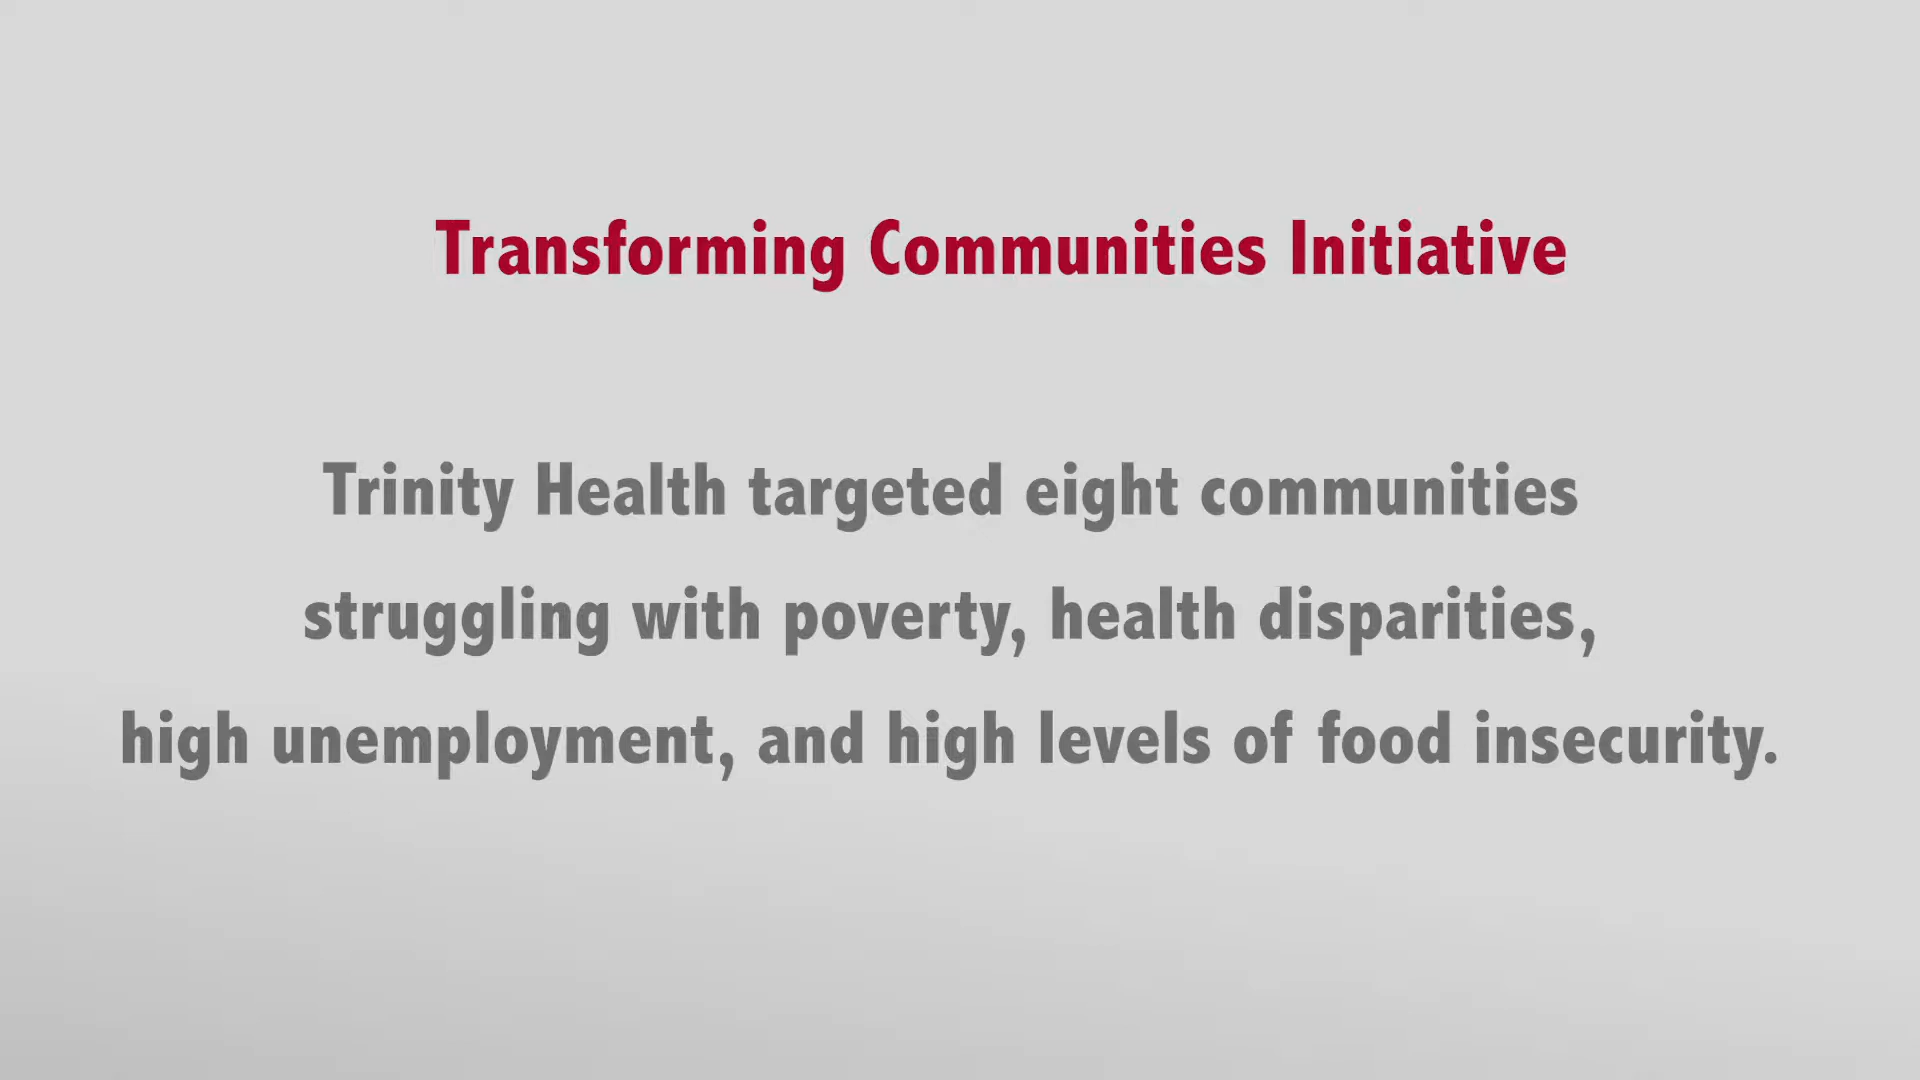 Transforming Communities Initiative
Trinity Health targeted eight communities
struggling with poverty, health disparities,
high unemployment, and high levels of food insecurity.